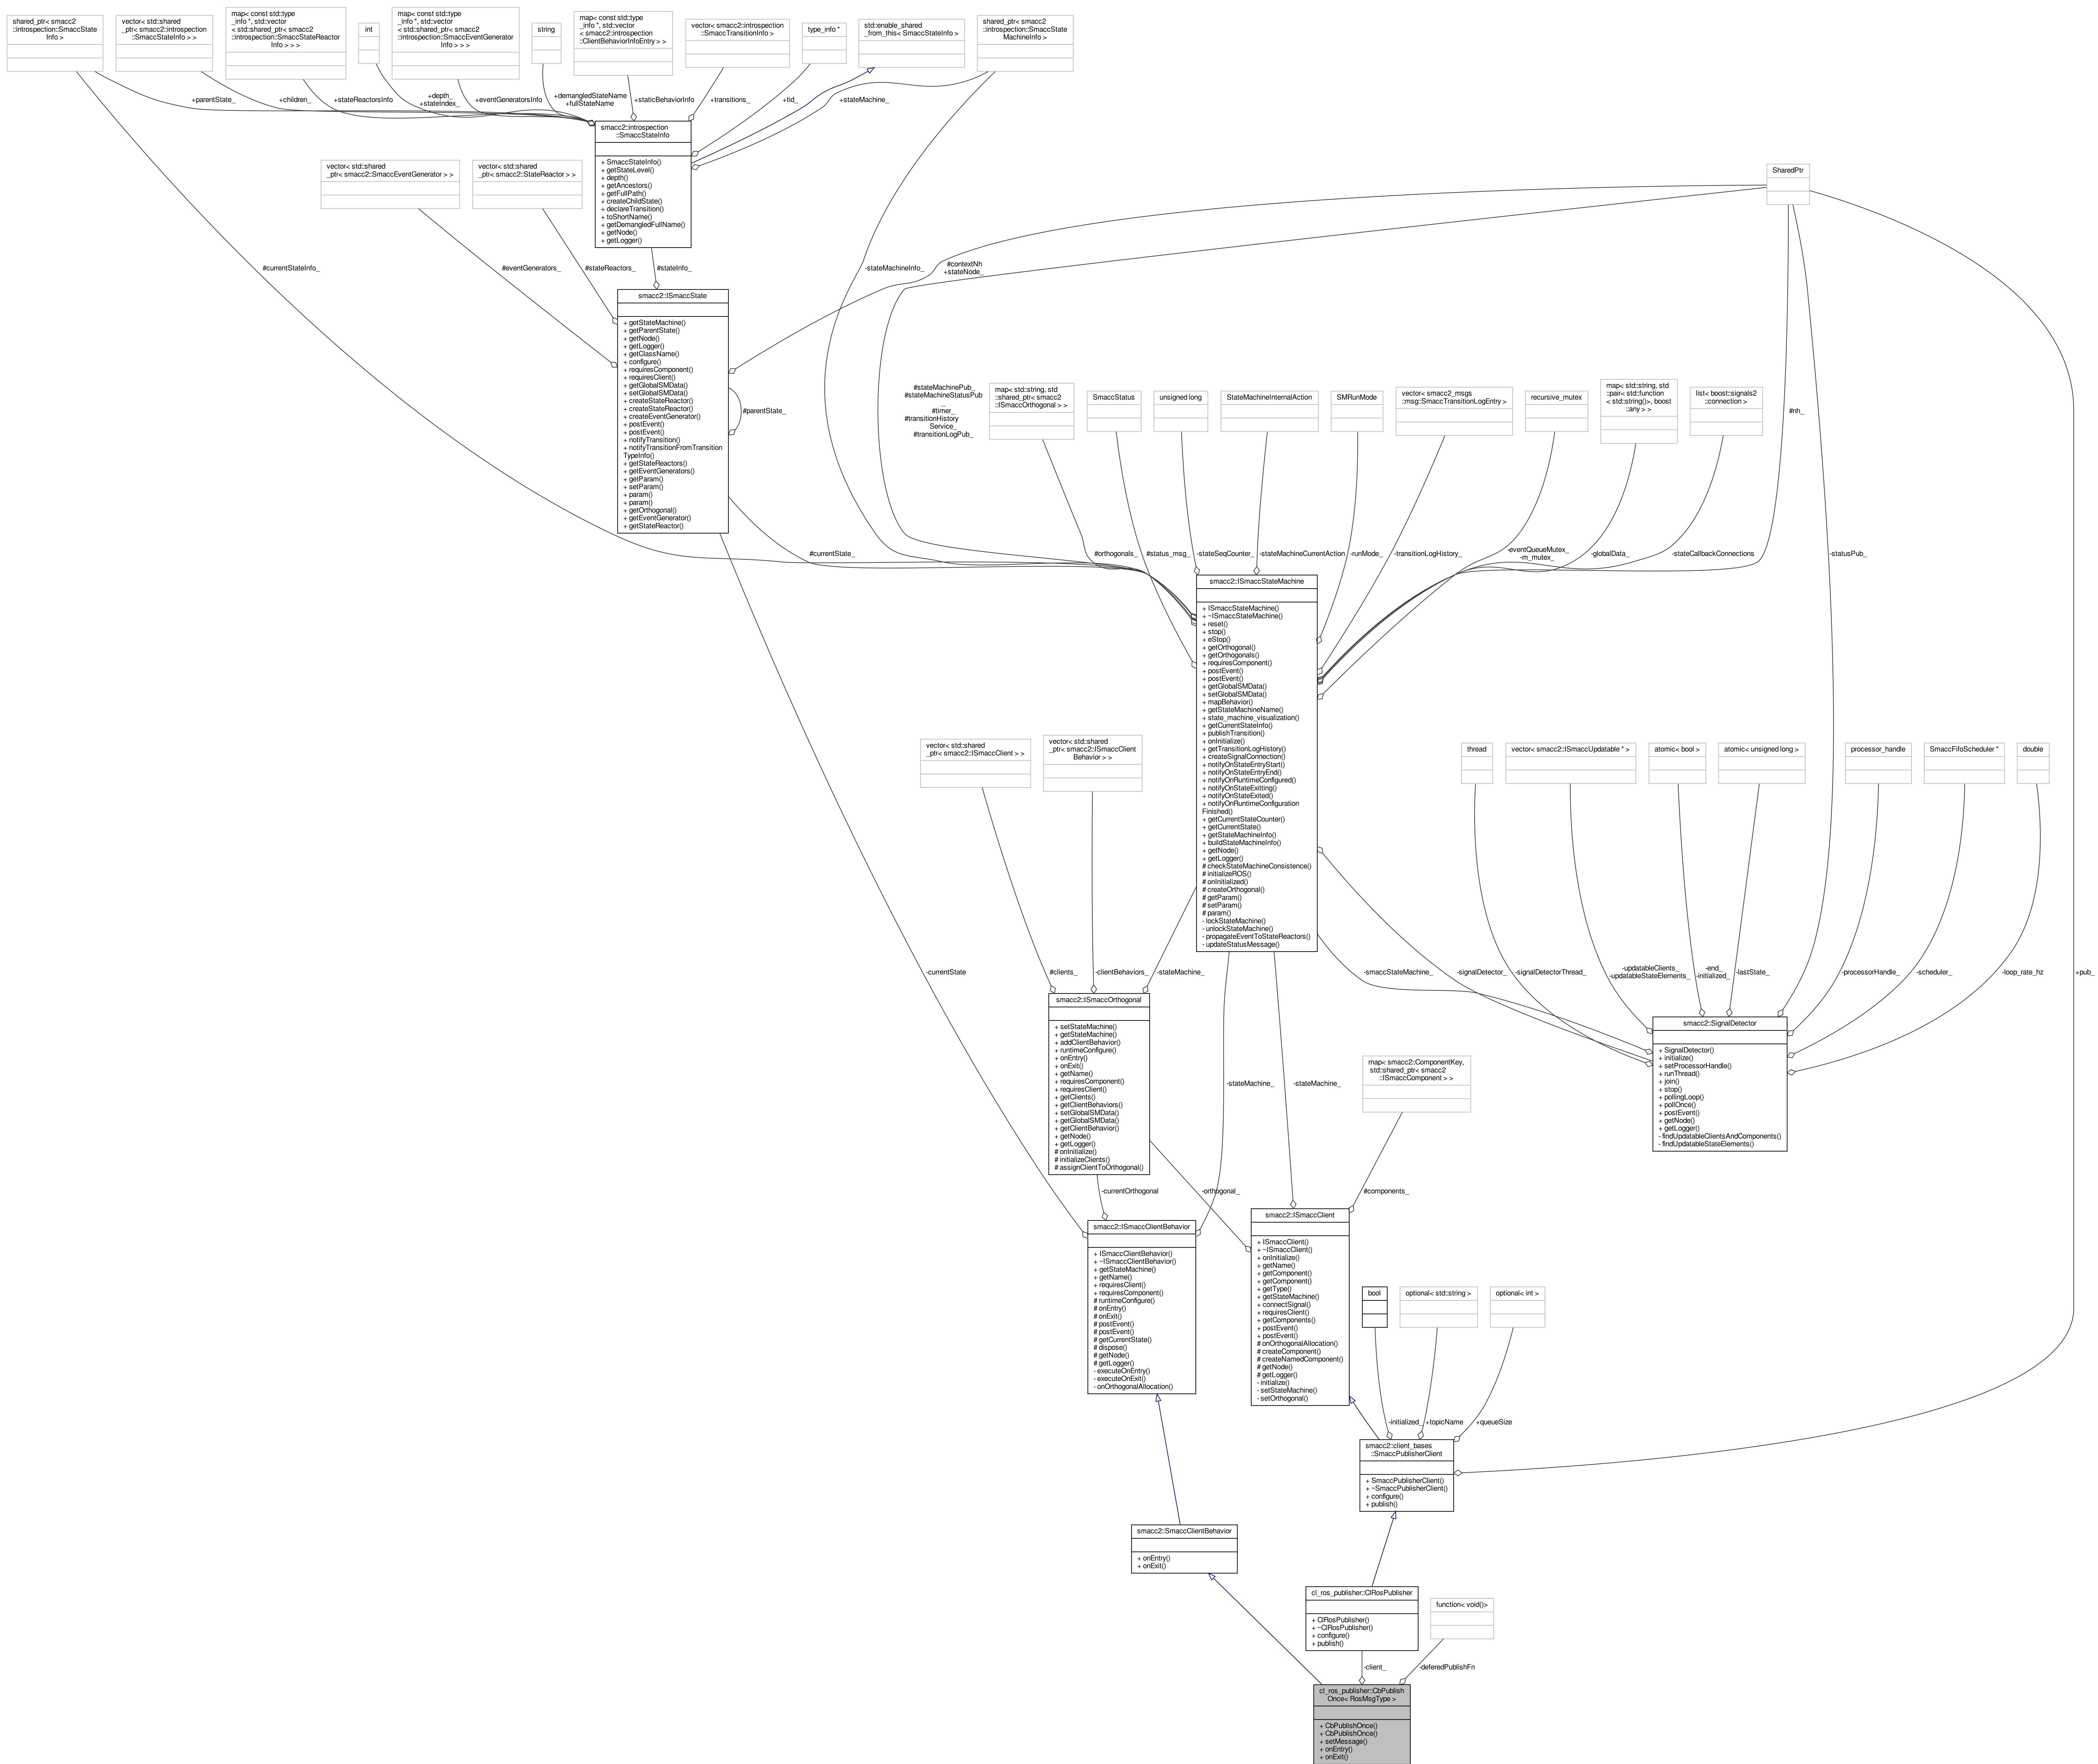 shared_ptr< smacc2
::introspection::SmaccState
Info >
vector< std::shared
_ptr< smacc2::introspection
::SmaccStateInfo > >
map< const std::type
_info *, std::vector
< std::shared_ptr< smacc2
::introspection::SmaccStateReactor
Info > > >
int
map< const std::type
_info *, std::vector
< std::shared_ptr< smacc2
::introspection::SmaccEventGenerator
Info > > >
string
map< const std::type
_info *, std::vector
< smacc2::introspection
::ClientBehaviorInfoEntry > >
vector< smacc2::introspection
::SmaccTransitionInfo >
type_info *
std::enable_shared
_from_this< SmaccStateInfo >
shared_ptr< smacc2
::introspection::SmaccState
MachineInfo >
+parentState_
+children_
+stateReactorsInfo
+depth_
+stateIndex_
+eventGeneratorsInfo
+demangledStateName
+fullStateName
+staticBehaviorInfo
+transitions_
+tid_
+stateMachine_
smacc2::introspection
::SmaccStateInfo
+ SmaccStateInfo()
+ getStateLevel()
+ depth()
+ getAncestors()
+ getFullPath()
+ createChildState()
+ declareTransition()
+ toShortName()
+ getDemangledFullName()
+ getNode()
+ getLogger()
vector< std::shared
_ptr< smacc2::SmaccEventGenerator > >
vector< std::shared
_ptr< smacc2::StateReactor > >
SharedPtr
#currentStateInfo_
#eventGenerators_
#stateReactors_
#stateInfo_
-stateMachineInfo_
#contextNh
+stateNode_
smacc2::ISmaccState
+ getStateMachine()
+ getParentState()
+ getNode()
+ getLogger()
+ getClassName()
+ configure()
+ requiresComponent()
+ requiresClient()
+ getGlobalSMData()
+ setGlobalSMData()
+ createStateReactor()
+ createStateReactor()
+ createEventGenerator()
+ postEvent()
+ postEvent()
+ notifyTransition()
+ notifyTransitionFromTransition
TypeInfo()
+ getStateReactors()
+ getEventGenerators()
+ getParam()
+ setParam()
+ param()
+ param()
+ getOrthogonal()
+ getEventGenerator()
+ getStateReactor()
#parentState_
#stateMachinePub_
#stateMachineStatusPub
_
#timer_
#transitionHistory
Service_
#transitionLogPub_
map< std::string, std
::shared_ptr< smacc2
::ISmaccOrthogonal > >
SmaccStatus
unsigned long
StateMachineInternalAction
SMRunMode
vector< smacc2_msgs
::msg::SmaccTransitionLogEntry >
recursive_mutex
map< std::string, std
::pair< std::function
< std::string()>, boost
::any > >
list< boost::signals2
::connection >
#nh_
#currentState_
#orthogonals_
#status_msg_
-stateSeqCounter_
-stateMachineCurrentAction
-runMode_
-transitionLogHistory_
-eventQueueMutex_
-m_mutex_
-globalData_
-stateCallbackConnections
-statusPub_
smacc2::ISmaccStateMachine
+ ISmaccStateMachine()
+ ~ISmaccStateMachine()
+ reset()
+ stop()
+ eStop()
+ getOrthogonal()
+ getOrthogonals()
+ requiresComponent()
+ postEvent()
+ postEvent()
+ getGlobalSMData()
+ setGlobalSMData()
+ mapBehavior()
+ getStateMachineName()
+ state_machine_visualization()
+ getCurrentStateInfo()
+ publishTransition()
+ onInitialize()
+ getTransitionLogHistory()
+ createSignalConnection()
+ notifyOnStateEntryStart()
+ notifyOnStateEntryEnd()
+ notifyOnRuntimeConfigured()
+ notifyOnStateExitting()
+ notifyOnStateExited()
+ notifyOnRuntimeConfiguration
Finished()
+ getCurrentStateCounter()
+ getCurrentState()
+ getStateMachineInfo()
+ buildStateMachineInfo()
+ getNode()
+ getLogger()
# checkStateMachineConsistence()
# initializeROS()
# onInitialized()
# createOrthogonal()
# getParam()
# setParam()
# param()
- lockStateMachine()
- unlockStateMachine()
- propagateEventToStateReactors()
- updateStatusMessage()
vector< std::shared
_ptr< smacc2::ISmaccClient > >
vector< std::shared
_ptr< smacc2::ISmaccClient
Behavior > >
thread
vector< smacc2::ISmaccUpdatable * >
atomic< bool >
atomic< unsigned long >
processor_handle
SmaccFifoScheduler *
double
-currentState
#clients_
-clientBehaviors_
-stateMachine_
-smaccStateMachine_
-signalDetector_
-signalDetectorThread_
-updatableClients_
-updatableStateElements_
-end_
-initialized_
-lastState_
-processorHandle_
-scheduler_
-loop_rate_hz
+pub_
smacc2::ISmaccOrthogonal
+ setStateMachine()
+ getStateMachine()
+ addClientBehavior()
+ runtimeConfigure()
+ onEntry()
+ onExit()
+ getName()
+ requiresComponent()
+ requiresClient()
+ getClients()
+ getClientBehaviors()
+ setGlobalSMData()
+ getGlobalSMData()
+ getClientBehavior()
+ getNode()
+ getLogger()
# onInitialize()
# initializeClients()
# assignClientToOrthogonal()
smacc2::SignalDetector
+ SignalDetector()
+ initialize()
+ setProcessorHandle()
+ runThread()
+ join()
+ stop()
+ pollingLoop()
+ pollOnce()
+ postEvent()
+ getNode()
+ getLogger()
- findUpdatableClientsAndComponents()
- findUpdatableStateElements()
-stateMachine_
-stateMachine_
map< smacc2::ComponentKey,
std::shared_ptr< smacc2
::ISmaccComponent > >
-currentOrthogonal
-orthogonal_
#components_
smacc2::ISmaccClientBehavior
+ ISmaccClientBehavior()
+ ~ISmaccClientBehavior()
+ getStateMachine()
+ getName()
+ requiresClient()
+ requiresComponent()
# runtimeConfigure()
# onEntry()
# onExit()
# postEvent()
# postEvent()
# getCurrentState()
# dispose()
# getNode()
# getLogger()
- executeOnEntry()
- executeOnExit()
- onOrthogonalAllocation()
smacc2::ISmaccClient
+ ISmaccClient()
+ ~ISmaccClient()
+ onInitialize()
+ getName()
+ getComponent()
+ getComponent()
+ getType()
+ getStateMachine()
+ connectSignal()
+ requiresClient()
+ getComponents()
+ postEvent()
+ postEvent()
# onOrthogonalAllocation()
# createComponent()
# createNamedComponent()
# getNode()
# getLogger()
- initialize()
- setStateMachine()
- setOrthogonal()
bool
optional< std::string >
optional< int >
-initialized_
+topicName
+queueSize
smacc2::client_bases
::SmaccPublisherClient
+ SmaccPublisherClient()
+ ~SmaccPublisherClient()
+ configure()
+ publish()
smacc2::SmaccClientBehavior
+ onEntry()
+ onExit()
cl_ros_publisher::ClRosPublisher
+ ClRosPublisher()
+ ~ClRosPublisher()
+ configure()
+ publish()
function< void()>
-client_
-deferedPublishFn
cl_ros_publisher::CbPublish
Once< RosMsgType >
+ CbPublishOnce()
+ CbPublishOnce()
+ setMessage()
+ onEntry()
+ onExit()